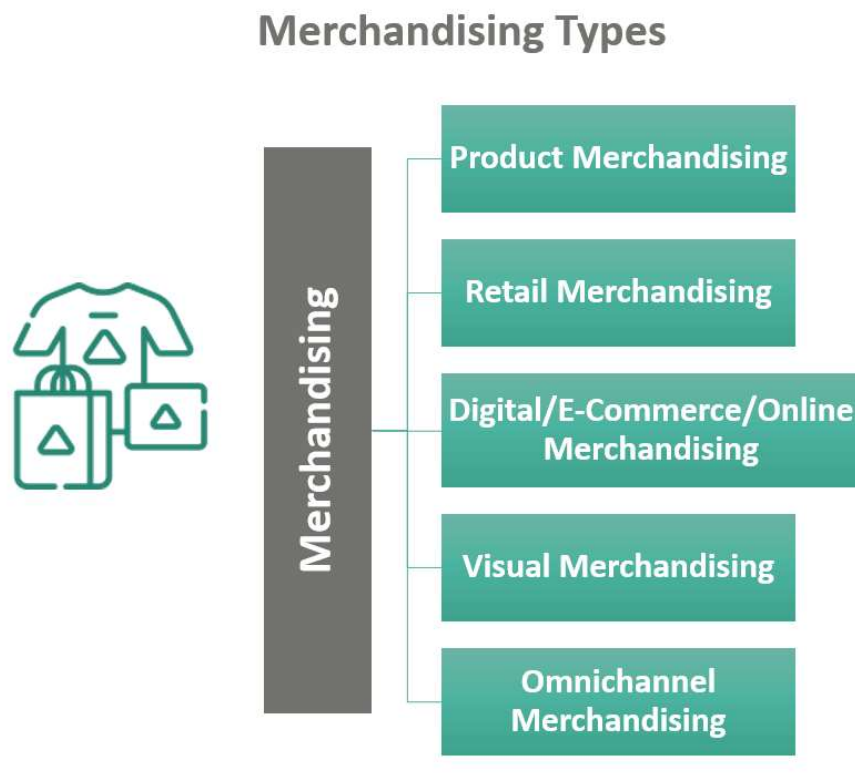 Merchandising Types
Merchandising
Product Merchandising
Retail Merchandising
Digital/E-Commerce/Online
Merchandising
Visual Merchandising
Omnichannel
Merchandising